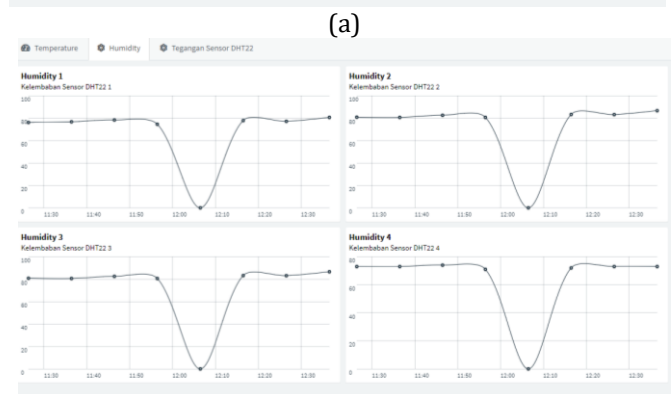 (a)
Temperature Humidity Tegangan Sensor DHT22
Humidity 1
Kelembaban Sensor DHT22 1
100
80
60
40
20
0
11:30 11:40 11:50 12:00 12:10 12:20 12:30
Humidity 2
Kelembaban Sensor DHT22 2
100
80
60
40
20
0
11:30 11:40 11:50 12:00 12:10 12:20 12:30
Humidity 3
Kelembaban Sensor DHT22 3
100
80
60
40
20
0
11:30 11:40 11:50 12:00 12:10 12:20 12:30
Humidity 4
Kelembaban Sensor DHT22 4
80
60
40
20
0
11:30 11:40 11:50 12:00 12:10 12:20 12:30